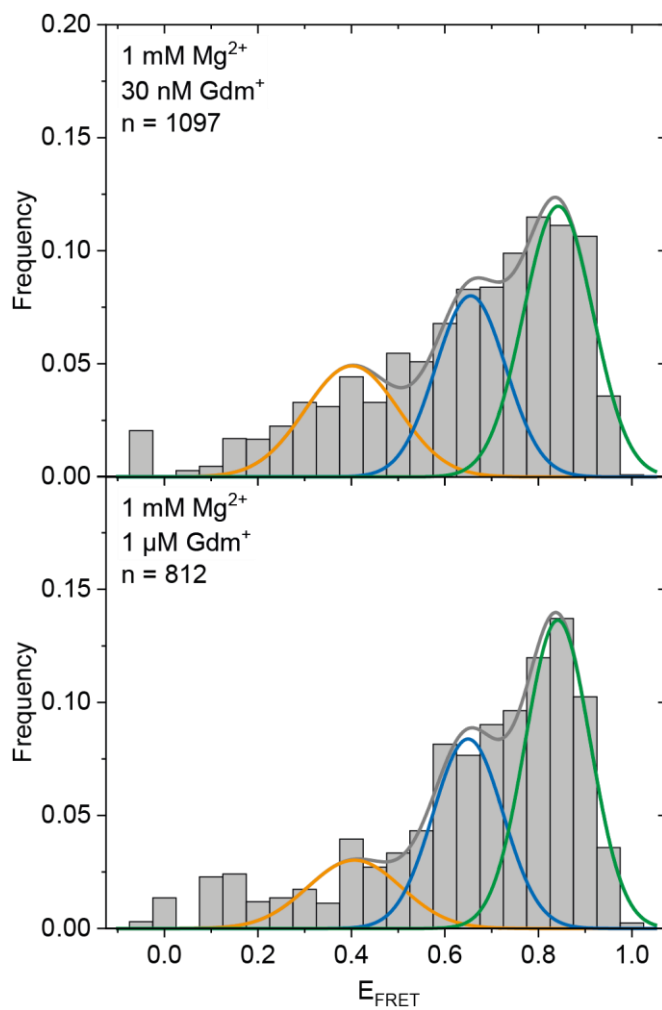 0.20
1 mM Mg²⁺
30 nM Gdm⁺
n = 1097
0.15
Frequency
0.10
0.05
0.00
1 mM Mg²⁺
1 µM Gdm⁺
n = 812
0.15
Frequency
0.10
0.05
0.00
0.0 0.2 0.4 0.6 0.8 1.0
E_FRET